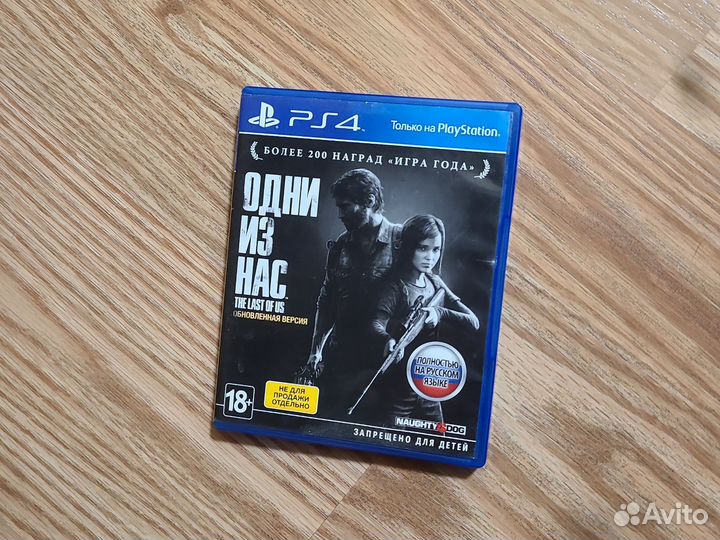 PS4
Только на PlayStation
БОЛЕЕ 200 НАГРАД «ИГРА ГОДА»
ОДНИ
ИЗ
НАС
THE LAST OF US
ОБНОВЛЕННАЯ ВЕРСИЯ
ПОЛНОСТЬЮ
НА РУССКОМ
ЯЗЫКЕ
НЕ ДЛЯ
ПРОДАЖИ
ОТДЕЛЬНО
18+
NAUGHTY DOG
ЗАПРЕЩЕНО ДЛЯ ДЕТЕЙ
Avito